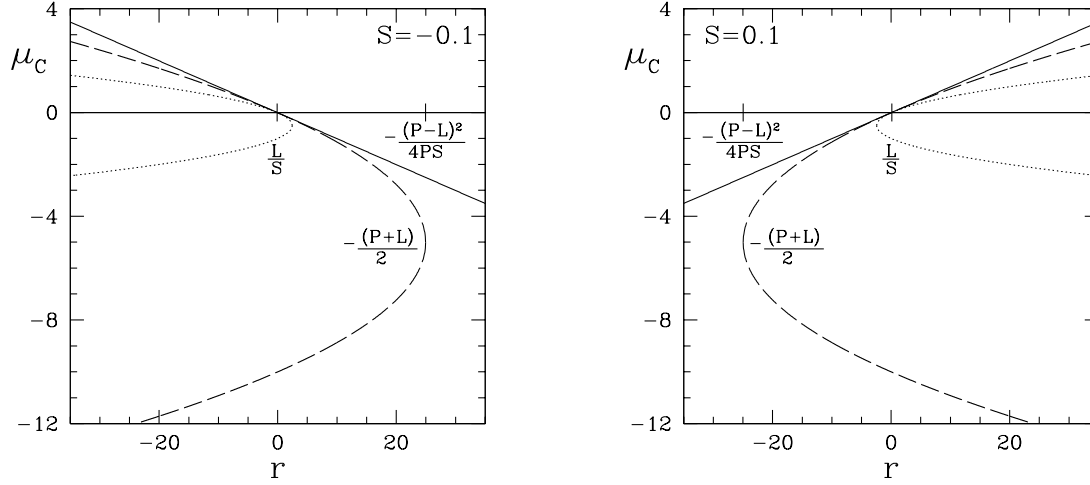 4
S=−0.1
μC
0
−(P−L)²/4PS
L/S
−4
−(P+L)/2
−8
−12
−20
0
20
r
4
S=0.1
μC
0
−(P−L)²/4PS
L/S
−4
−(P+L)/2
−8
−12
−20
0
20
r